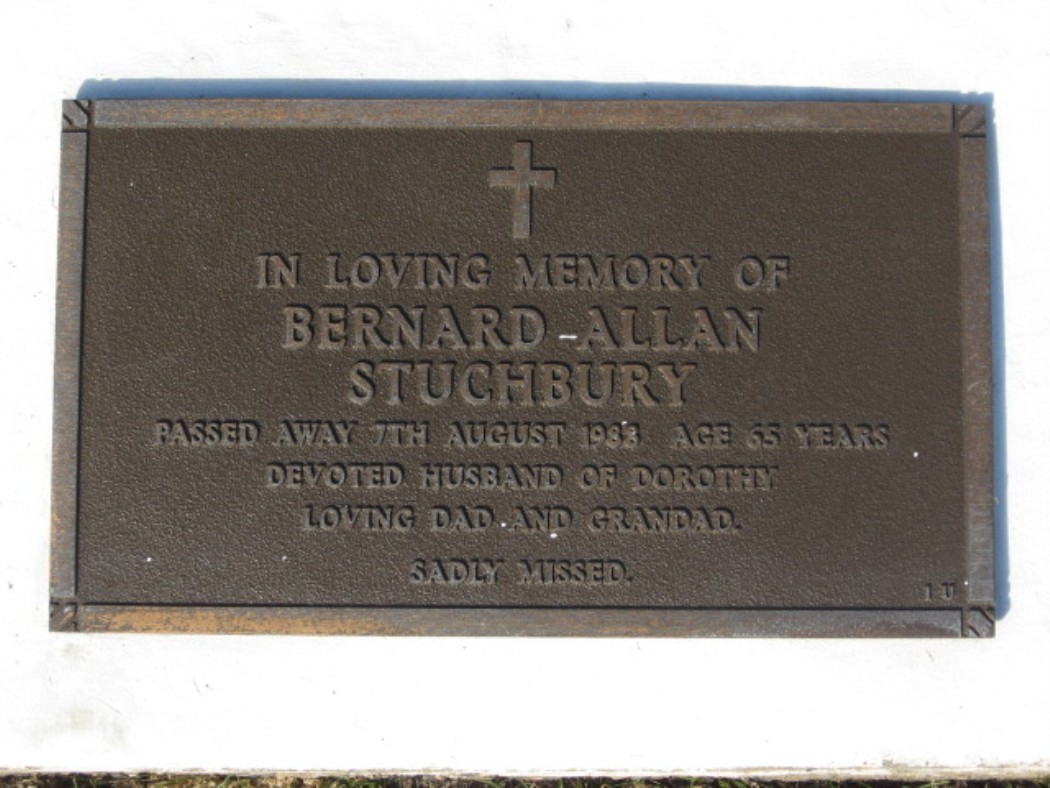 IN LOVING MEMORY OF
BERNARD ALLAN
STUCHBURY
PASSED AWAY 7TH AUGUST 1983 AGE 65 YEARS
DEVOTED HUSBAND OF DOROTHY
LOVING DAD AND GRANDAD.
SADLY MISSED.
1 U